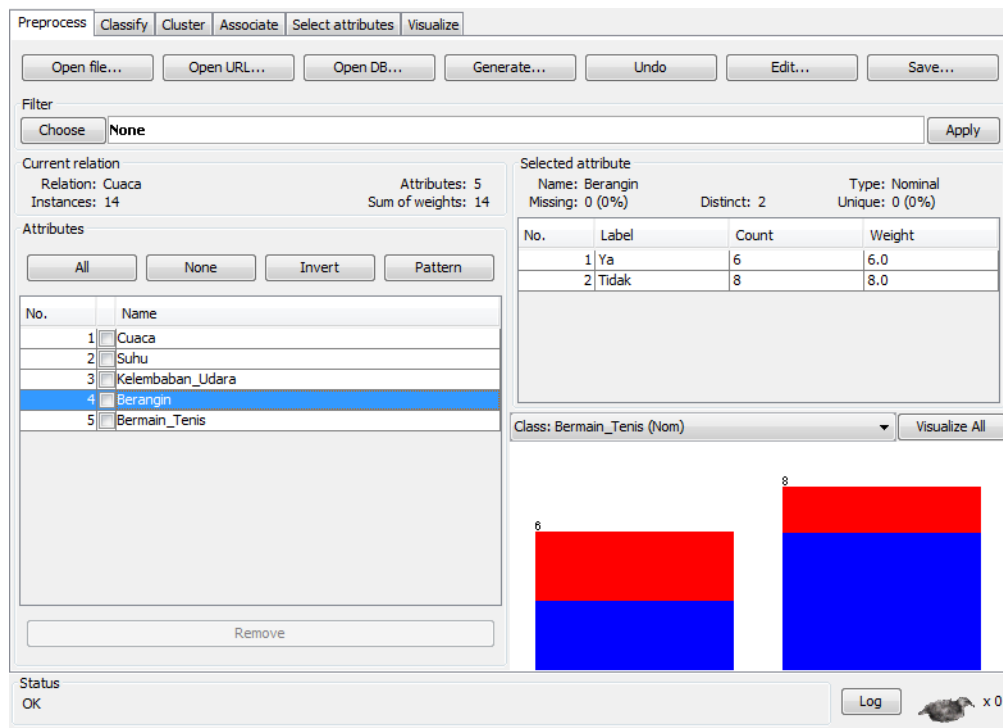 Preprocess Classify Cluster Associate Select attributes Visualize
Open file... Open URL... Open DB... Generate... Undo Edit... Save...
Filter
Choose None Apply
Current relation
Relation: Cuaca Attributes: 5
Instances: 14 Sum of weights: 14
Attributes
All None Invert Pattern
No. Name
1 Cuaca
2 Suhu
3 Kelembaban_Udara
4 Berangin
5 Bermain_Tenis
Remove
Selected attribute
Name: Berangin Type: Nominal
Missing: 0 (0%) Distinct: 2 Unique: 0 (0%)
No. Label Count Weight
1 Ya 6 6.0
2 Tidak 8 8.0
Class: Bermain_Tenis (Nom) Visualize All
6
8
Status
OK
Log x 0